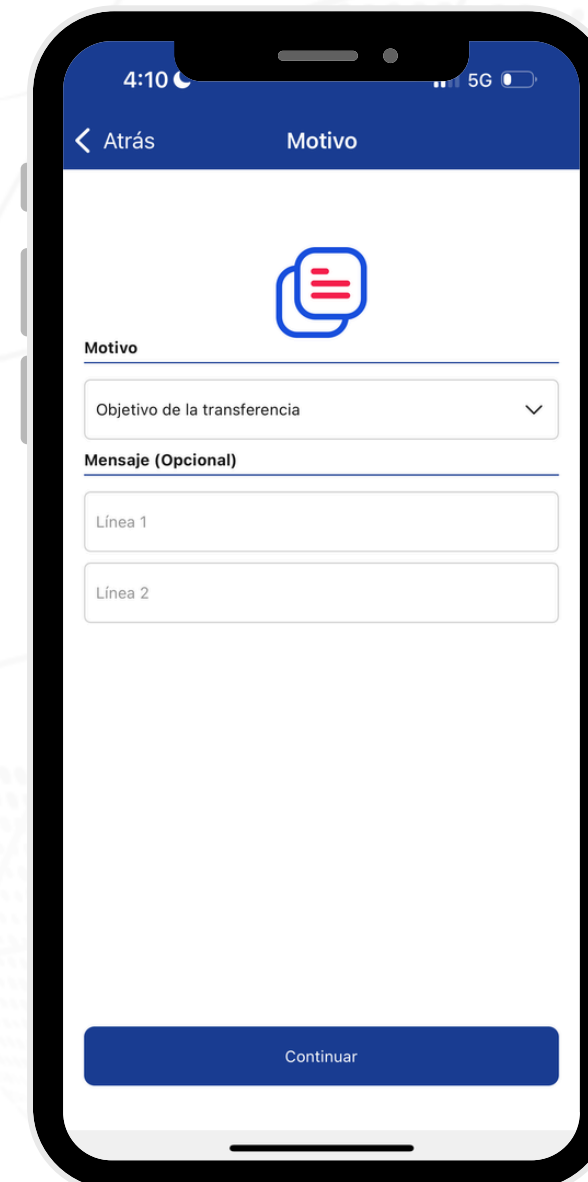 4:10
5G
Atrás
Motivo
Motivo
Objetivo de la transferencia
Mensaje (Opcional)
Línea 1
Línea 2
Continuar